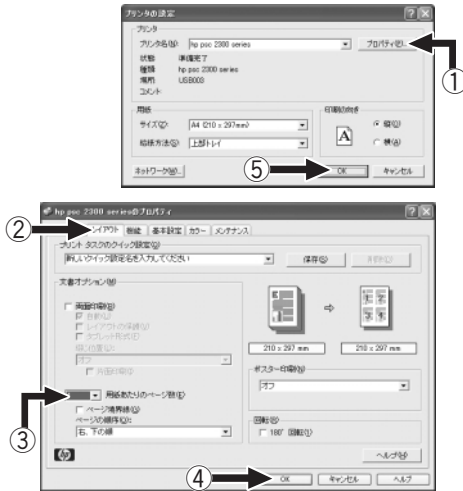 プリンタの設定
プリンタ
プリンタ名(N): hp psc 2300 series
プロパティ(P)...
状態 準備完了
種類 hp psc 2300 series
場所 USB003
コメント
①
用紙
サイズ(Z): A4 (210 x 297mm)
給紙方法(S): 上部トレイ
印刷の向き
A
縦(O)
横(A)
ネットワーク(W)...
⑤
OK
キャンセル
hp psc 2300 seriesのプロパティ
②
レイアウト 機能 基本設定 カラー メンテナンス
プリント タスクのクイック設定(Q)
新しいクイック設定名を入力してください
保存(S)
文書オプション(M)
両面印刷(B)
自動(U)
レイアウトの保持(V)
タブレット形式(E)
オフ
片面印刷(I)
210 x 297 mm
210 x 297 mm
ポスター印刷(N)
オフ
③
用紙あたりのページ数(E)
ページ境界線(G)
ページの順序(O):
右、下の順
回転(R)
180° 回転(1)
ヘルプ(H)
hp
④
OK
キャンセル
ヘルプ